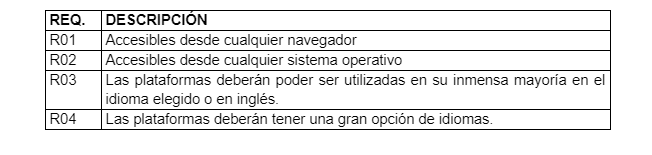 REQ. DESCRIPCIÓN
R01 Accesibles desde cualquier navegador
R02 Accesibles desde cualquier sistema operativo
R03 Las plataformas deberán poder ser utilizadas en su inmensa mayoría en el
idioma elegido o en inglés.
R04 Las plataformas deberán tener una gran opción de idiomas.